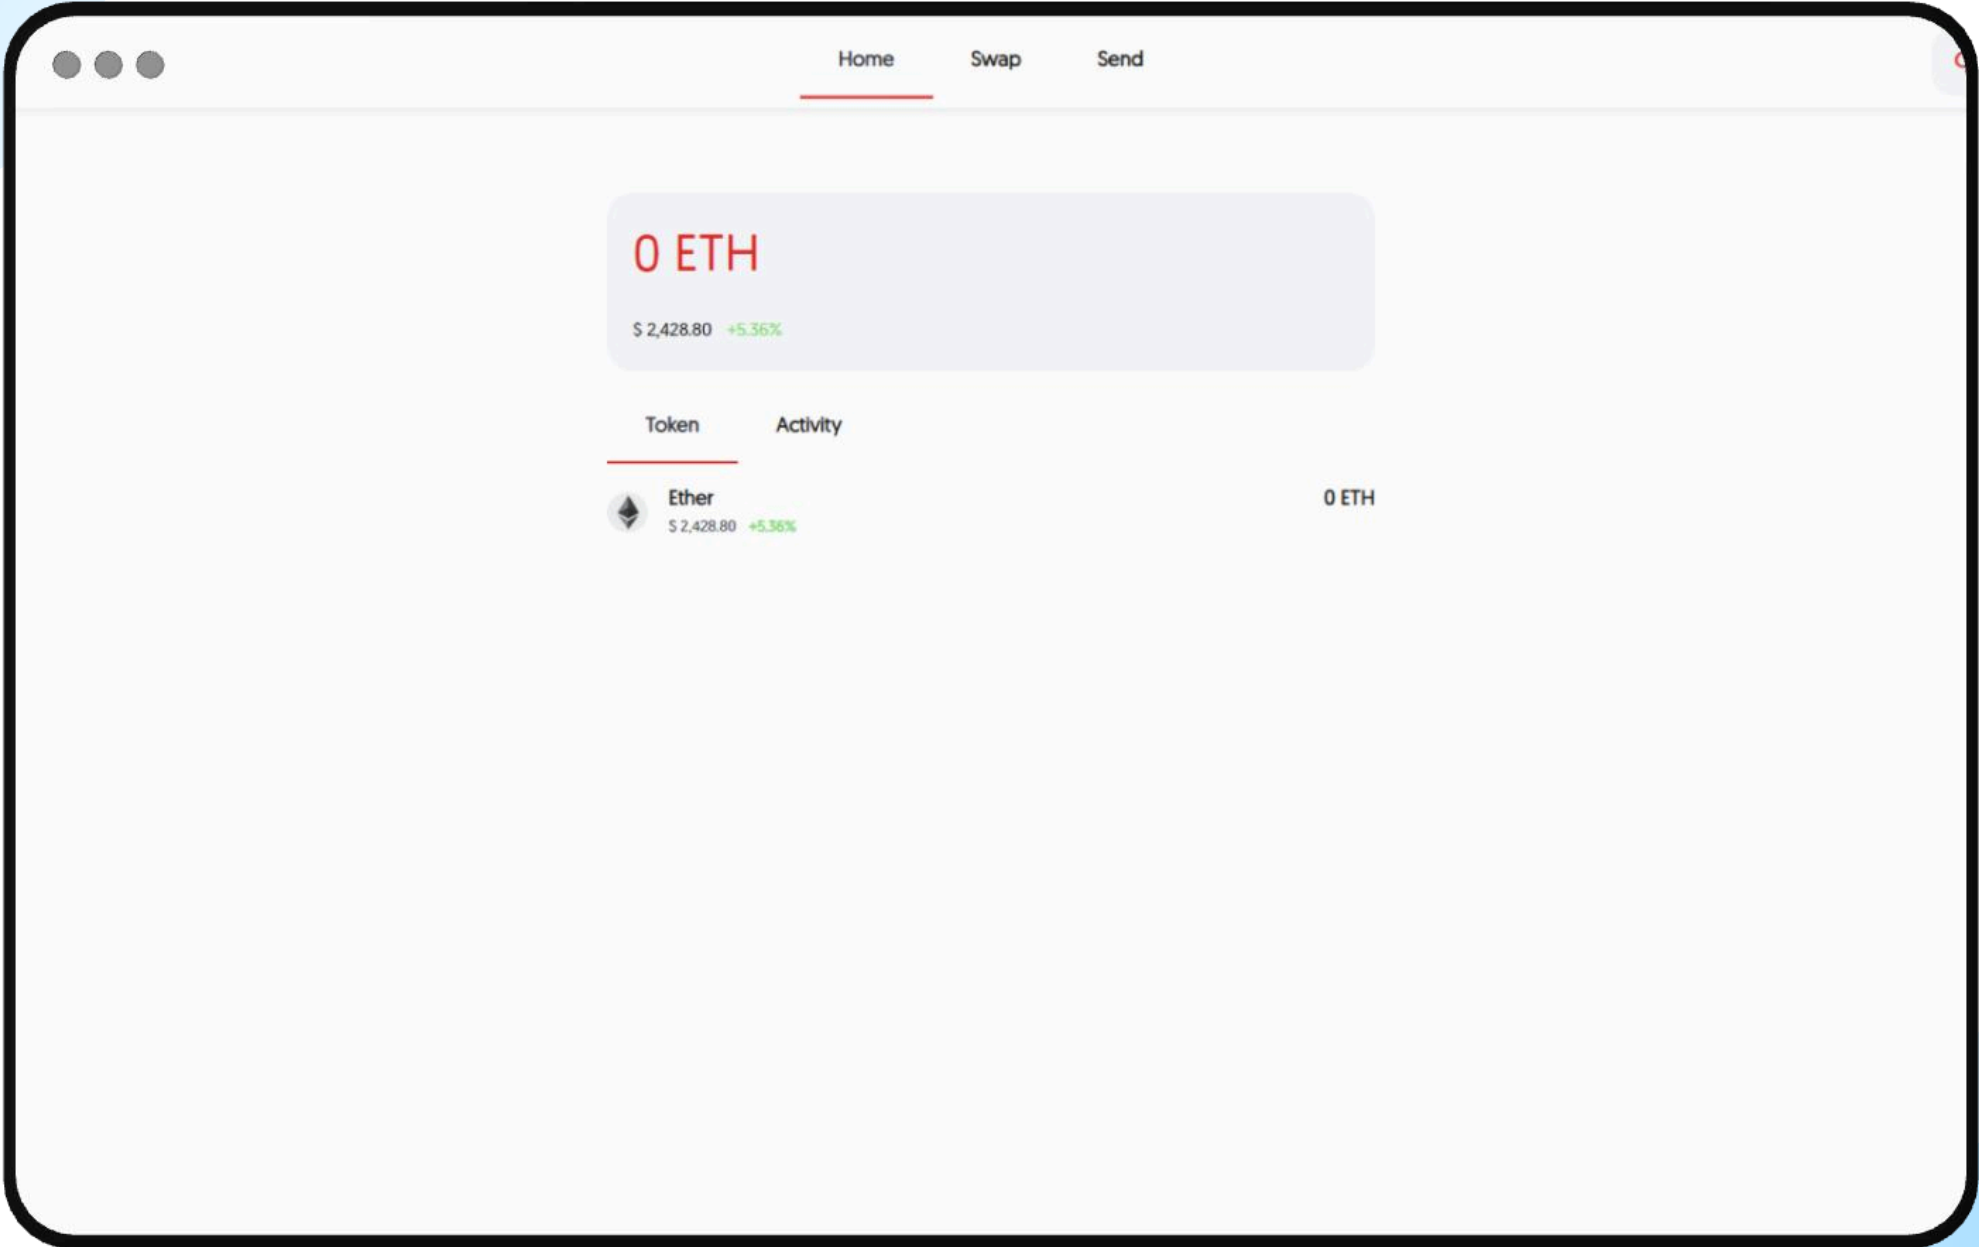 Home Swap Send
0 ETH
$ 2,428.80 +5.36%
Token Activity
Ether 0 ETH
$ 2,428.80 +5.36%